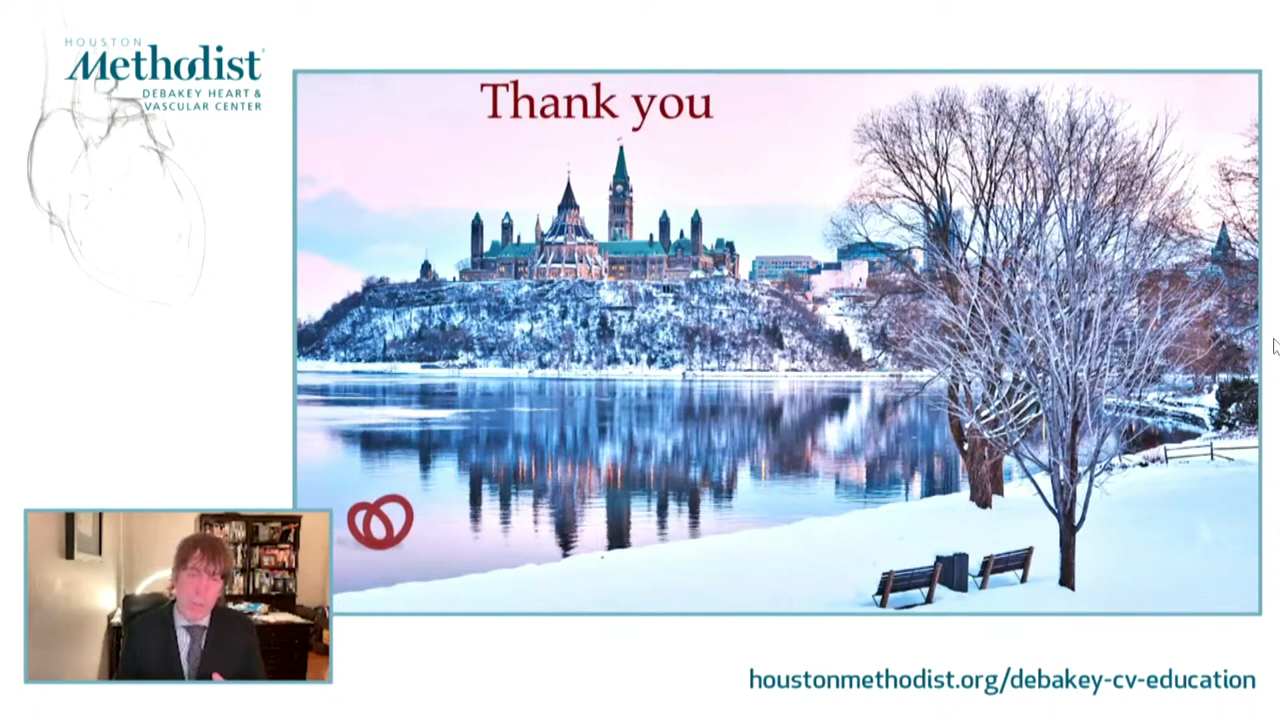 HOUSTON
Methodist
DEBAKEY HEART &
VASCULAR CENTER
Thank you
houstonmethodist.org/debakey-cv-education